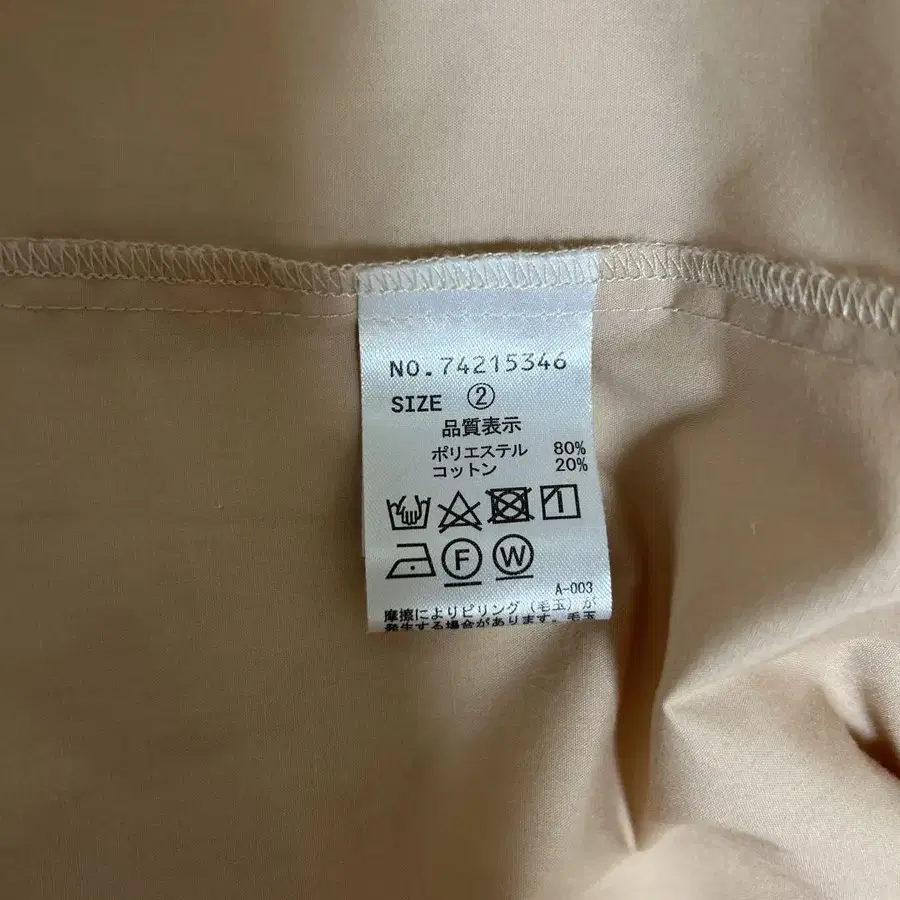 NO.74215346
SIZE ②
品質表示
ポリエステル 80%
コットン 20%
F W
A-003
摩擦によりピリング(毛玉)が
発生する場合があります。毛玉